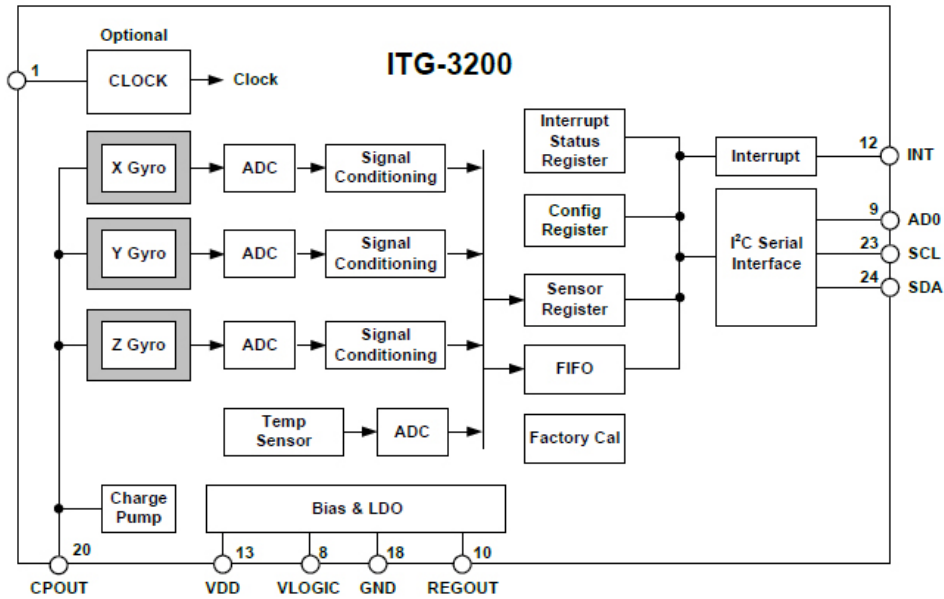 Optional
ITG-3200
1
CLOCK
Clock
X Gyro
ADC
Signal
Conditioning
Interrupt
Status
Register
Interrupt
12
INT
Y Gyro
ADC
Signal
Conditioning
Config
Register
I²C Serial
Interface
9
AD0
23
SCL
24
SDA
Sensor
Register
Z Gyro
ADC
Signal
Conditioning
FIFO
Temp
Sensor
ADC
Factory Cal
Charge
Pump
Bias & LDO
20
13
8
18
10
CPOUT
VDD
VLOGIC
GND
REGOUT